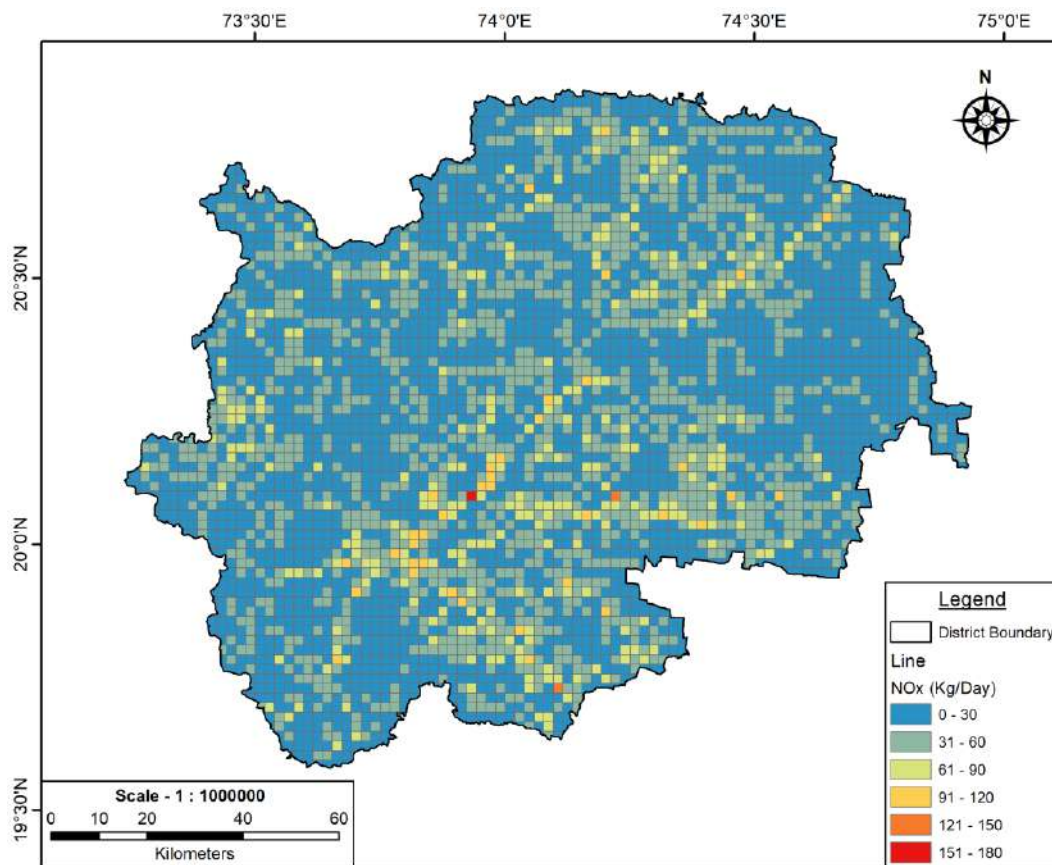 73°30'E 74°0'E 74°30'E 75°0'E
N
20°30'N
20°0'N
19°30'N
Legend
District Boundary
Line
NOx (Kg/Day)
0 - 30
31 - 60
61 - 90
91 - 120
121 - 150
151 - 180
Scale - 1 : 1000000
0 10 20 40 60
Kilometers